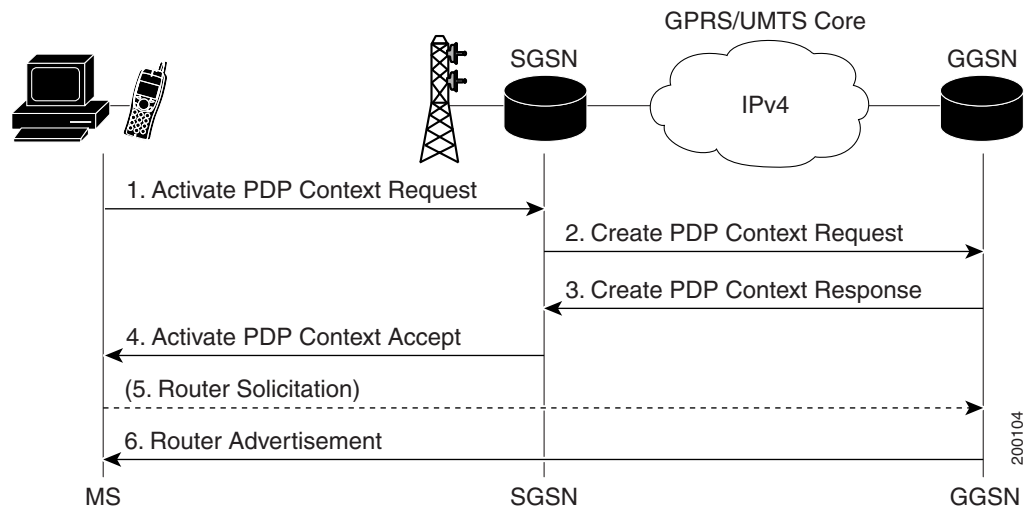 GPRS/UMTS Core
SGSN
GGSN
IPv4
1. Activate PDP Context Request
2. Create PDP Context Request
3. Create PDP Context Response
4. Activate PDP Context Accept
(5. Router Solicitation)
6. Router Advertisement
200104
MS
SGSN
GGSN